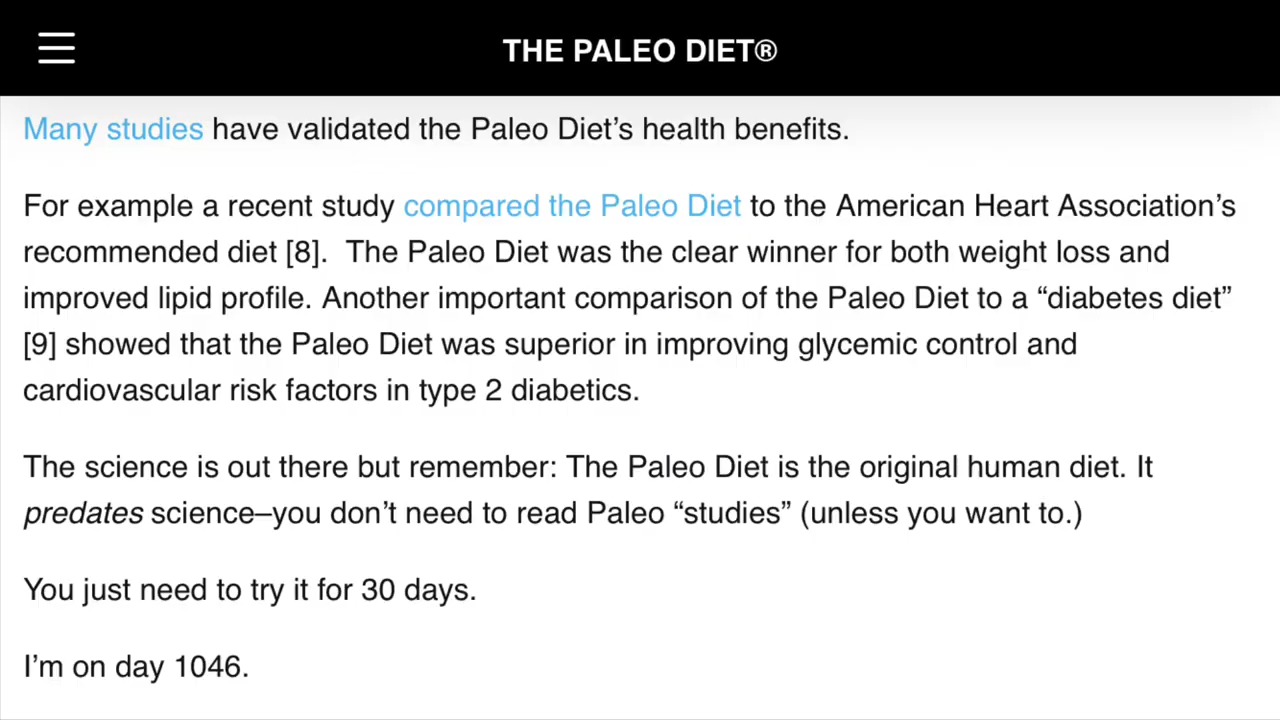 THE PALEO DIET®
Many studies have validated the Paleo Diet’s health benefits.
For example a recent study compared the Paleo Diet to the American Heart Association’s
recommended diet [8].  The Paleo Diet was the clear winner for both weight loss and
improved lipid profile. Another important comparison of the Paleo Diet to a “diabetes diet”
[9] showed that the Paleo Diet was superior in improving glycemic control and
cardiovascular risk factors in type 2 diabetics.
The science is out there but remember: The Paleo Diet is the original human diet. It
predates science–you don’t need to read Paleo “studies” (unless you want to.)
You just need to try it for 30 days.
I’m on day 1046.